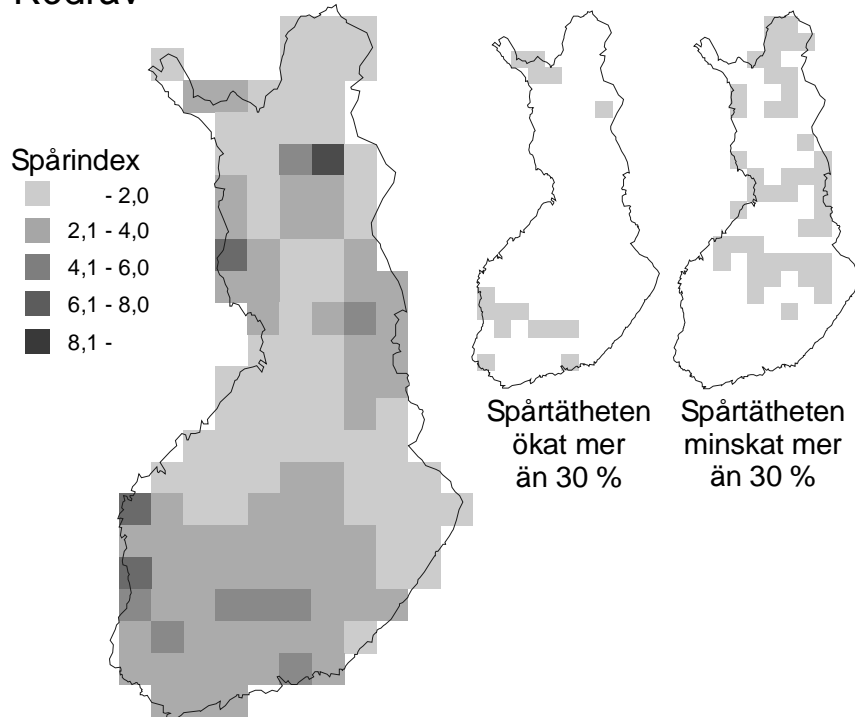 Rödräv
Spårindex
- 2,0
2,1 - 4,0
4,1 - 6,0
6,1 - 8,0
8,1 -
Spårtätheten
ökat mer
än 30 %
Spårtätheten
minskat mer
än 30 %